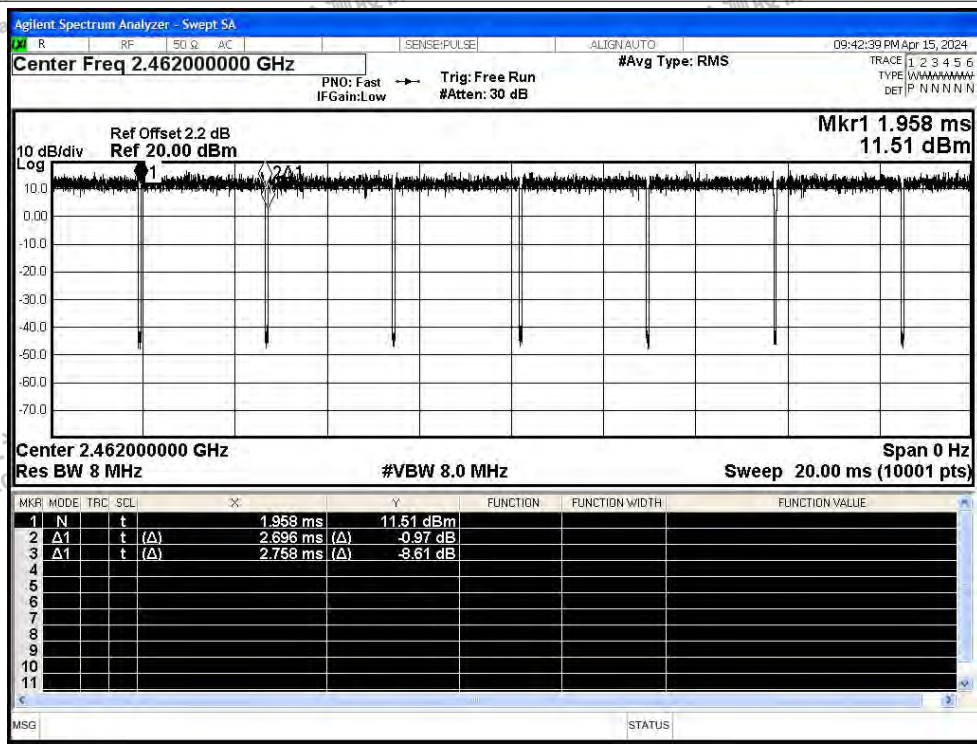 Agilent Spectrum Analyzer - Swept SA
R RF 50 Ω AC SENSE:PULSE ALIGN AUTO 09:42:39 PM Apr 15, 2024
Center Freq 2.462000000 GHz #Avg Type: RMS TRACE 1 2 3 4 5 6
PNO: Fast Trig: Free Run TYPE WWWWWW
IFGain:Low #Atten: 30 dB DET P N N N N N
Mkr1 1.958 ms
Ref Offset 2.2 dB
10 dB/div Ref 20.00 dBm 11.51 dBm
Log
1 2Δ1
10.0
0.00
-10.0
-20.0
-30.0
-40.0
-50.0
-60.0
-70.0
Center 2.462000000 GHz Span 0 Hz
Res BW 8 MHz #VBW 8.0 MHz Sweep 20.00 ms (10001 pts)
MKR MODE TRC SCL X Y FUNCTION FUNCTION WIDTH FUNCTION VALUE
1 N t 1.958 ms 11.51 dBm
2 Δ1 t (Δ) 2.696 ms (Δ) -0.97 dB
3 Δ1 t (Δ) 2.758 ms (Δ) -8.61 dB
4
5
6
7
8
9
10
11
MSG STATUS